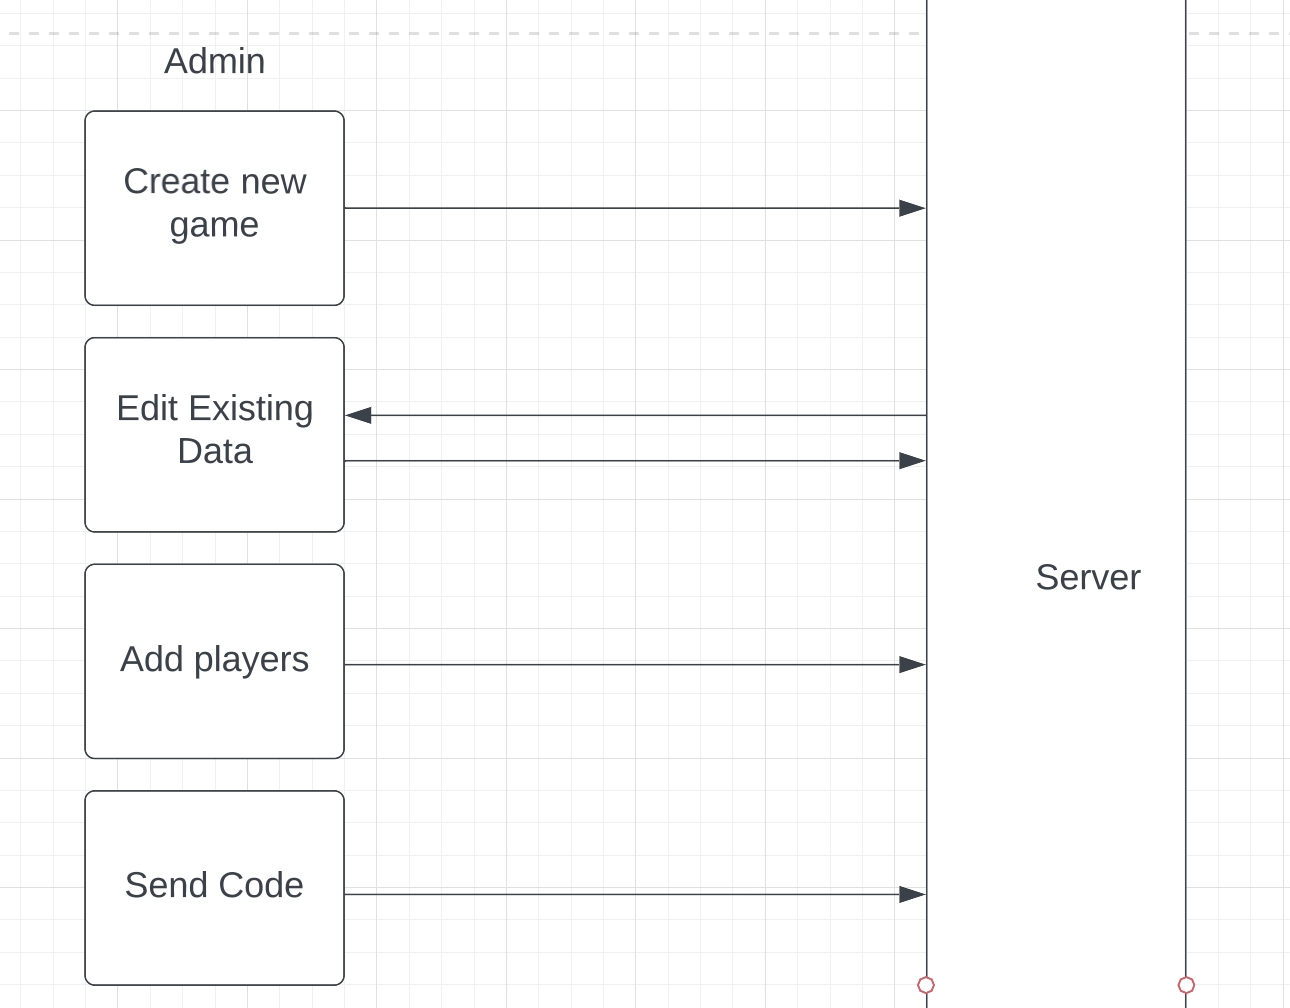 Admin
Create new
game
Edit Existing
Data
Add players
Send Code
Server